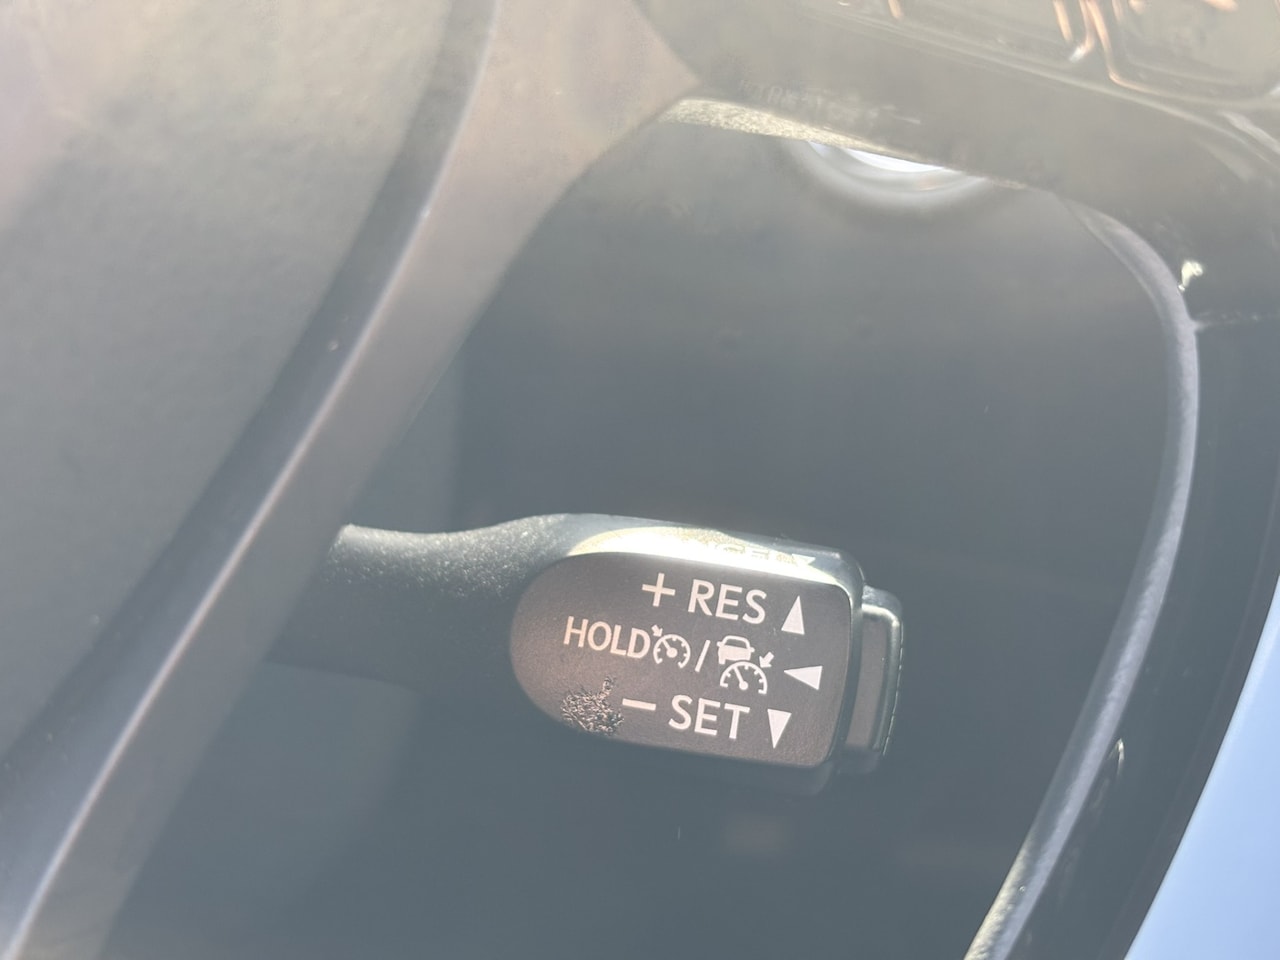 + RES ▲
HOLD / ◀
− SET ▼